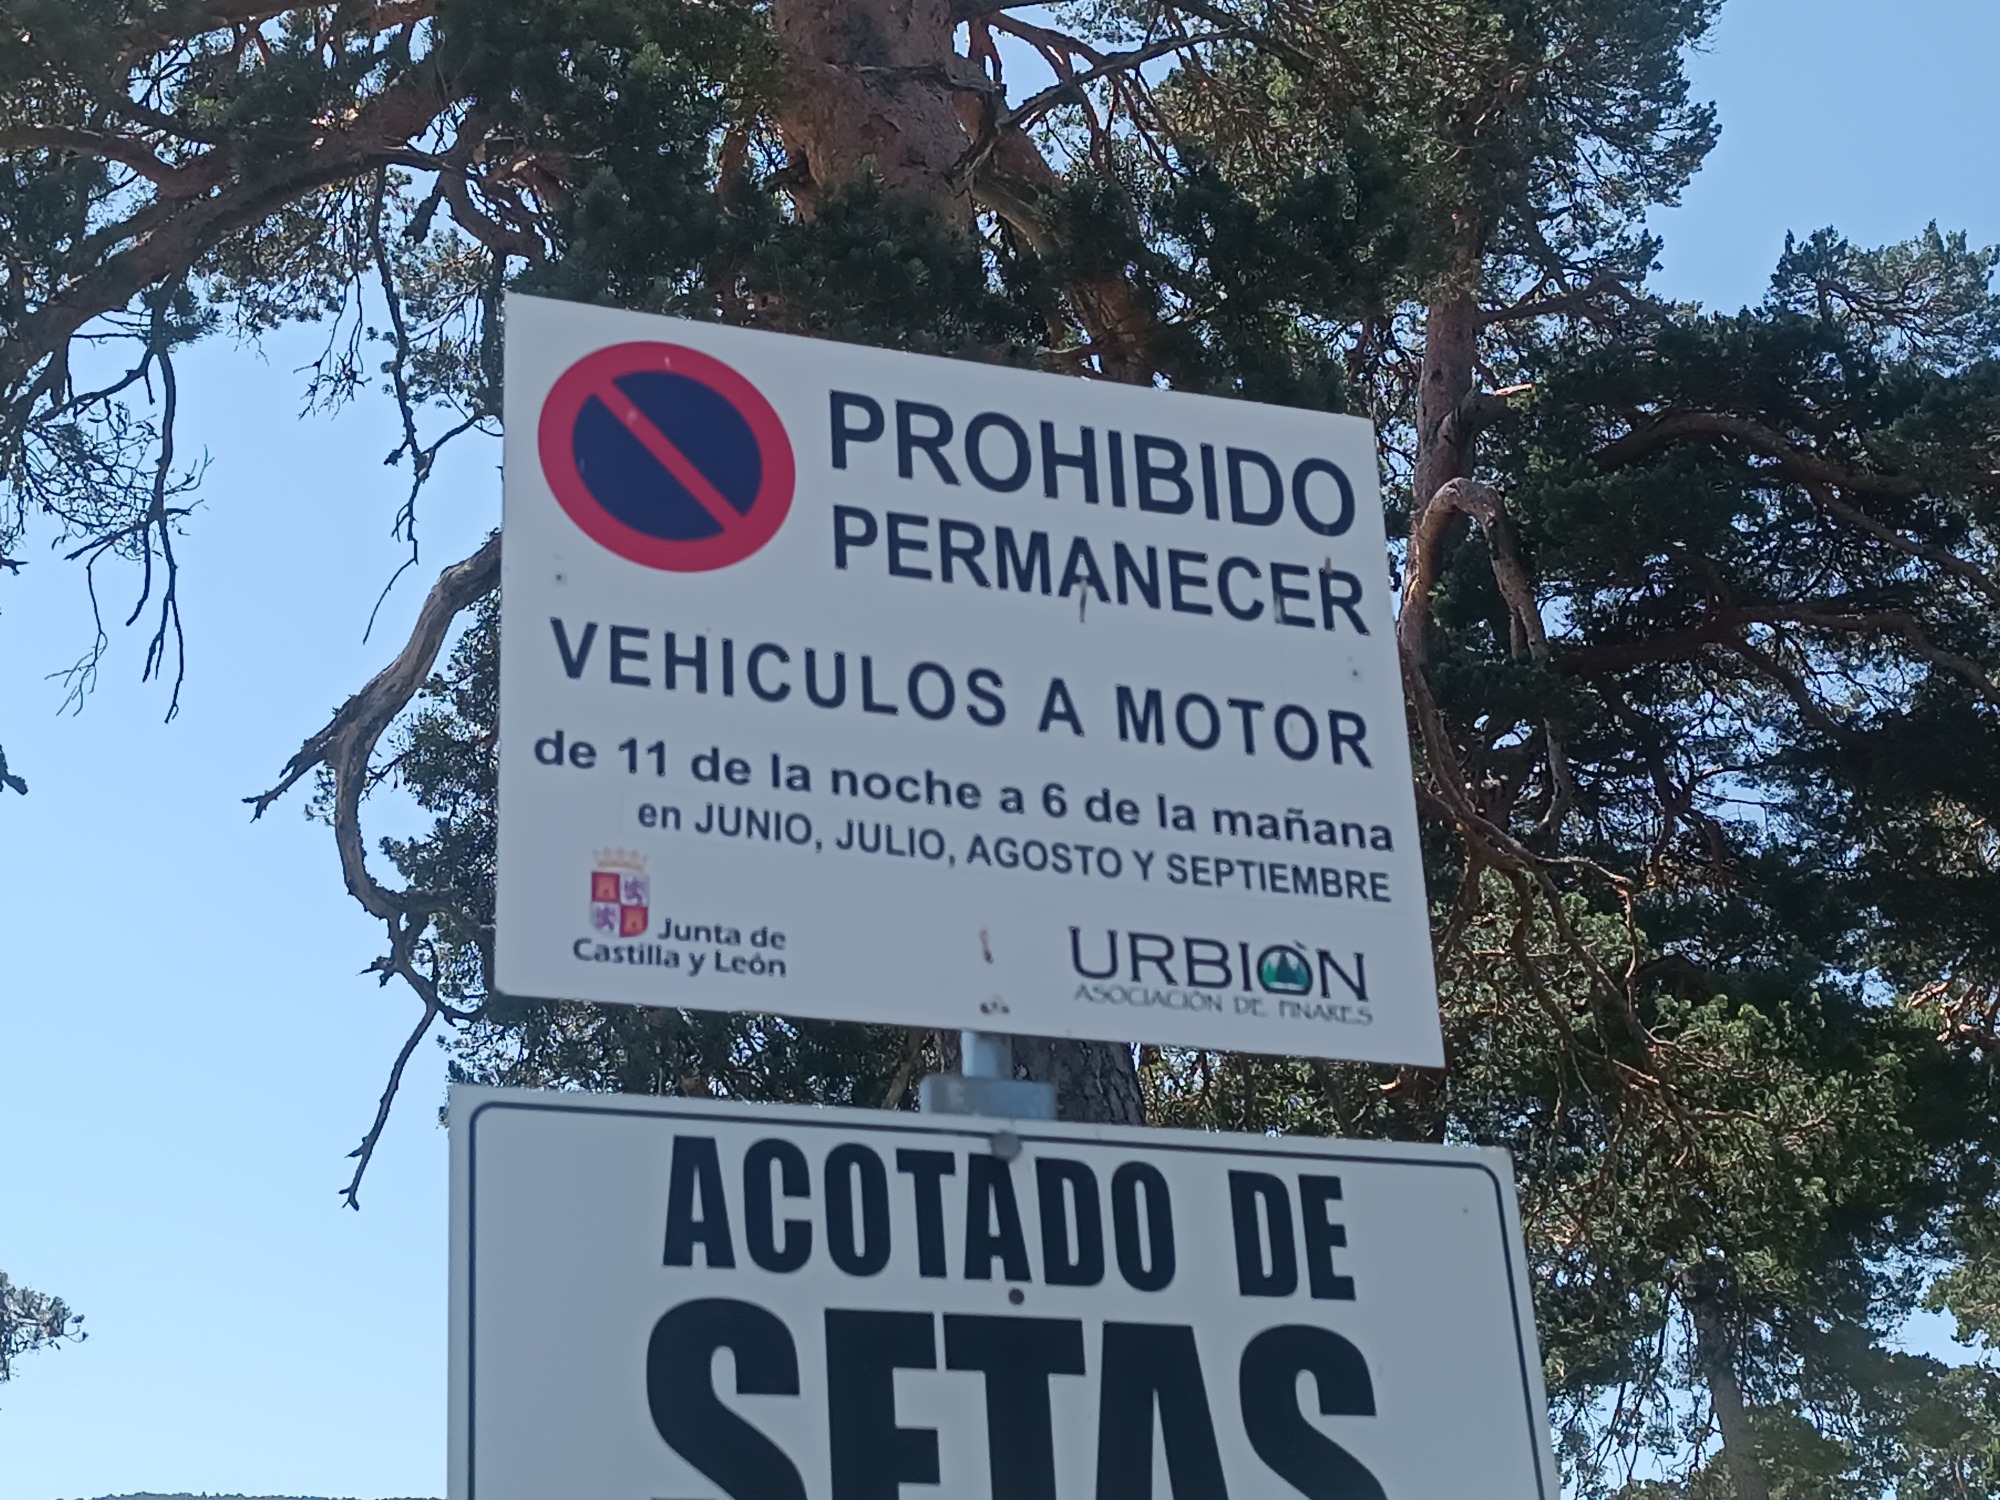 PROHIBIDO
PERMANECER
VEHICULOS A MOTOR
de 11 de la noche a 6 de la mañana
en JUNIO, JULIO, AGOSTO Y SEPTIEMBRE
Junta de
Castilla y León
URBIÒN
ASOCIACIÓN DE PINARES
ACOTADO DE
SETAS